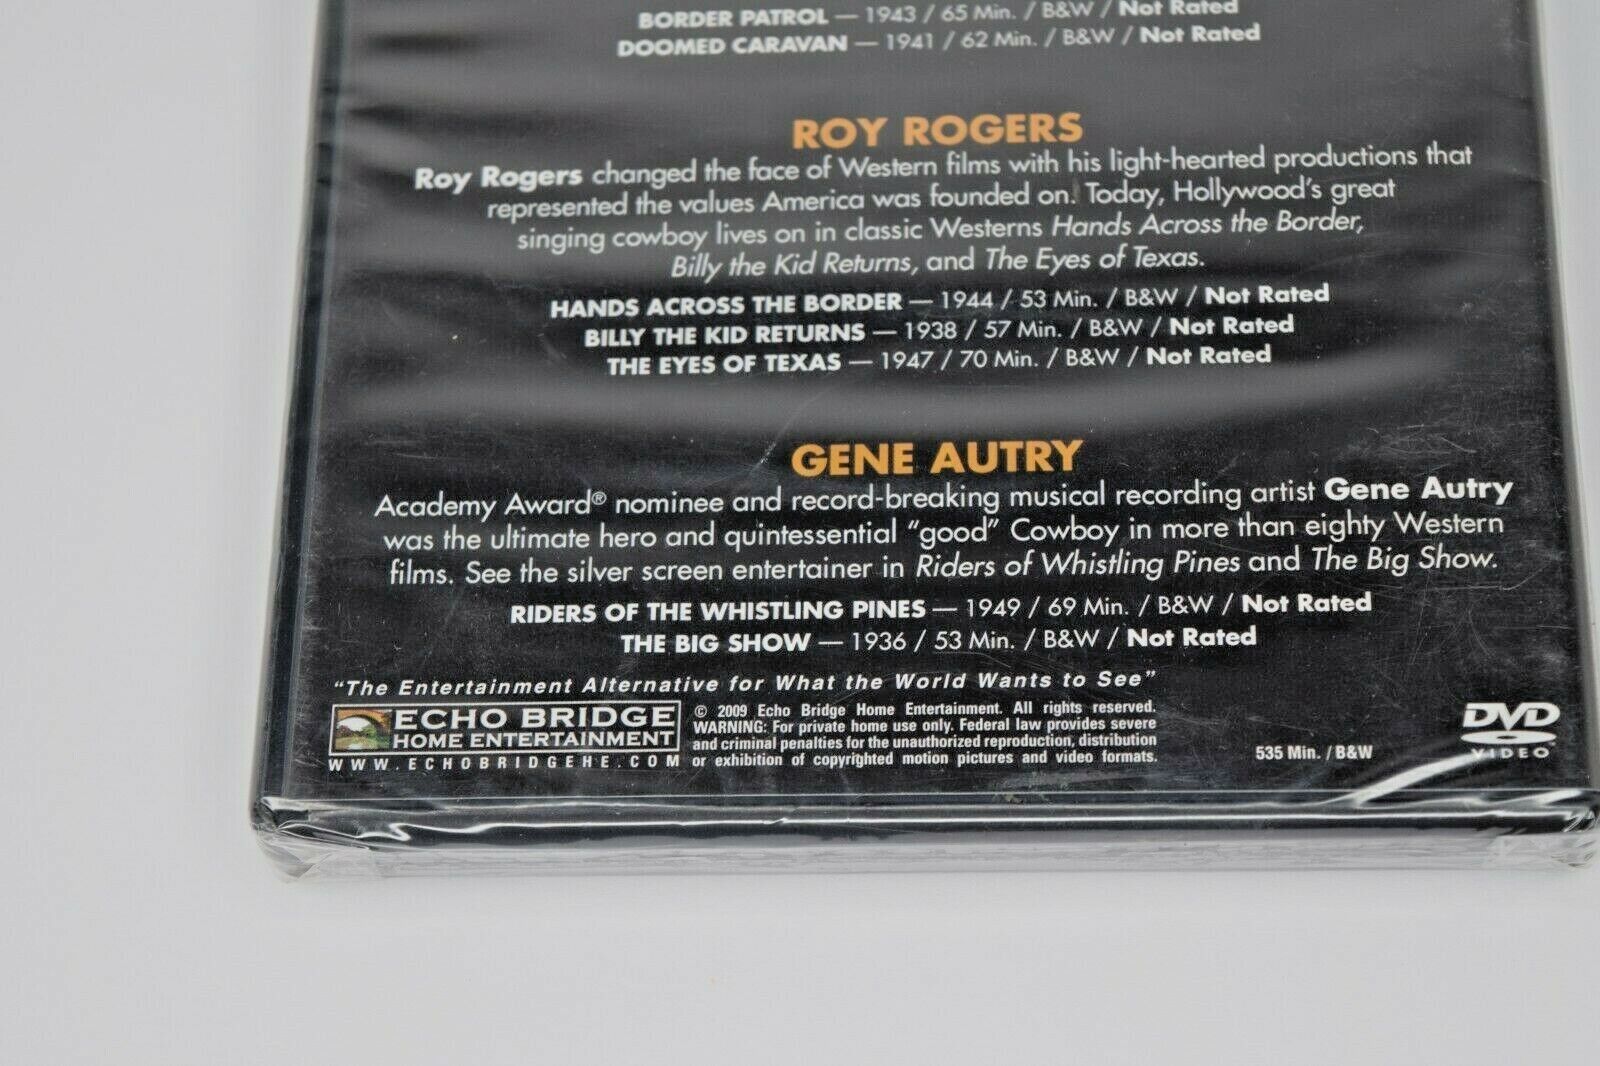 BORDER PATROL — 1943 / 65 Min. / B&W / Not Rated
DOOMED CARAVAN — 1941 / 62 Min. / B&W / Not Rated
ROY ROGERS
Roy Rogers changed the face of Western films with his light-hearted productions that
represented the values America was founded on. Today, Hollywood's great
singing cowboy lives on in classic Westerns Hands Across the Border,
Billy the Kid Returns, and The Eyes of Texas.
HANDS ACROSS THE BORDER — 1944 / 53 Min. / B&W / Not Rated
BILLY THE KID RETURNS — 1938 / 57 Min. / B&W / Not Rated
THE EYES OF TEXAS — 1947 / 70 Min. / B&W / Not Rated
GENE AUTRY
Academy Award® nominee and record-breaking musical recording artist Gene Autry
was the ultimate hero and quintessential "good" Cowboy in more than eighty Western
films. See the silver screen entertainer in Riders of Whistling Pines and The Big Show.
RIDERS OF THE WHISTLING PINES — 1949 / 69 Min. / B&W / Not Rated
THE BIG SHOW — 1936 / 53 Min. / B&W / Not Rated
"The Entertainment Alternative for What the World Wants to See"
ECHO BRIDGE
HOME ENTERTAINMENT
WWW.ECHOBRIDGEHE.COM
© 2009 Echo Bridge Home Entertainment. All rights reserved.
WARNING: For private home use only. Federal law provides severe
and criminal penalties for the unauthorized reproduction, distribution
or exhibition of copyrighted motion pictures and video formats.
535 Min. / B&W
DVD
VIDEO